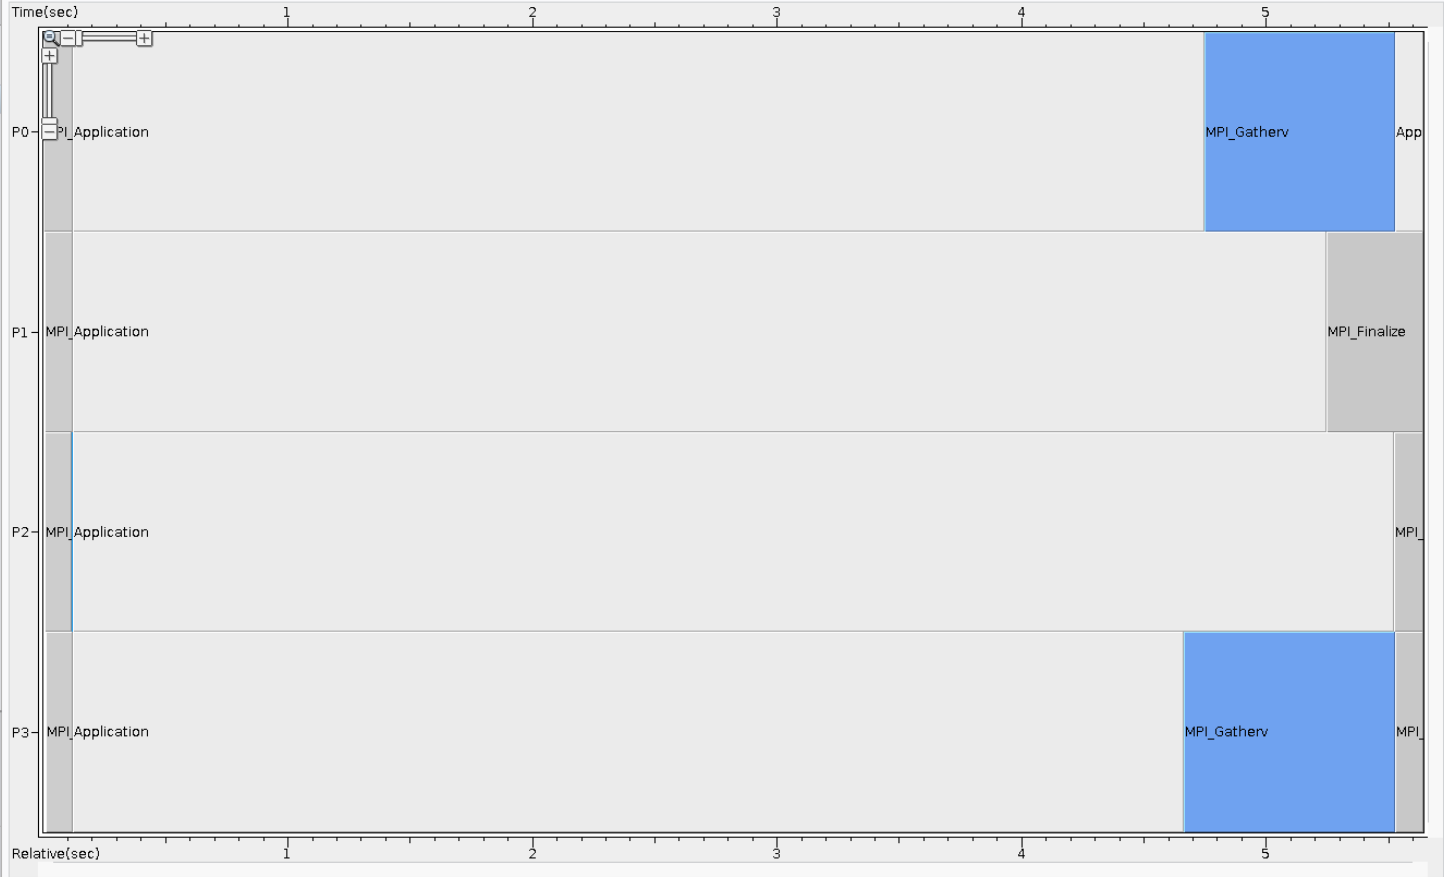 Time(sec) 1 2 3 4 5
P0 PI_Application MPI_Gatherv App
P1 MPI_Application MPI_Finalize
P2 MPI_Application MPI_
P3 MPI_Application MPI_Gatherv MPI_
Relative(sec) 1 2 3 4 5